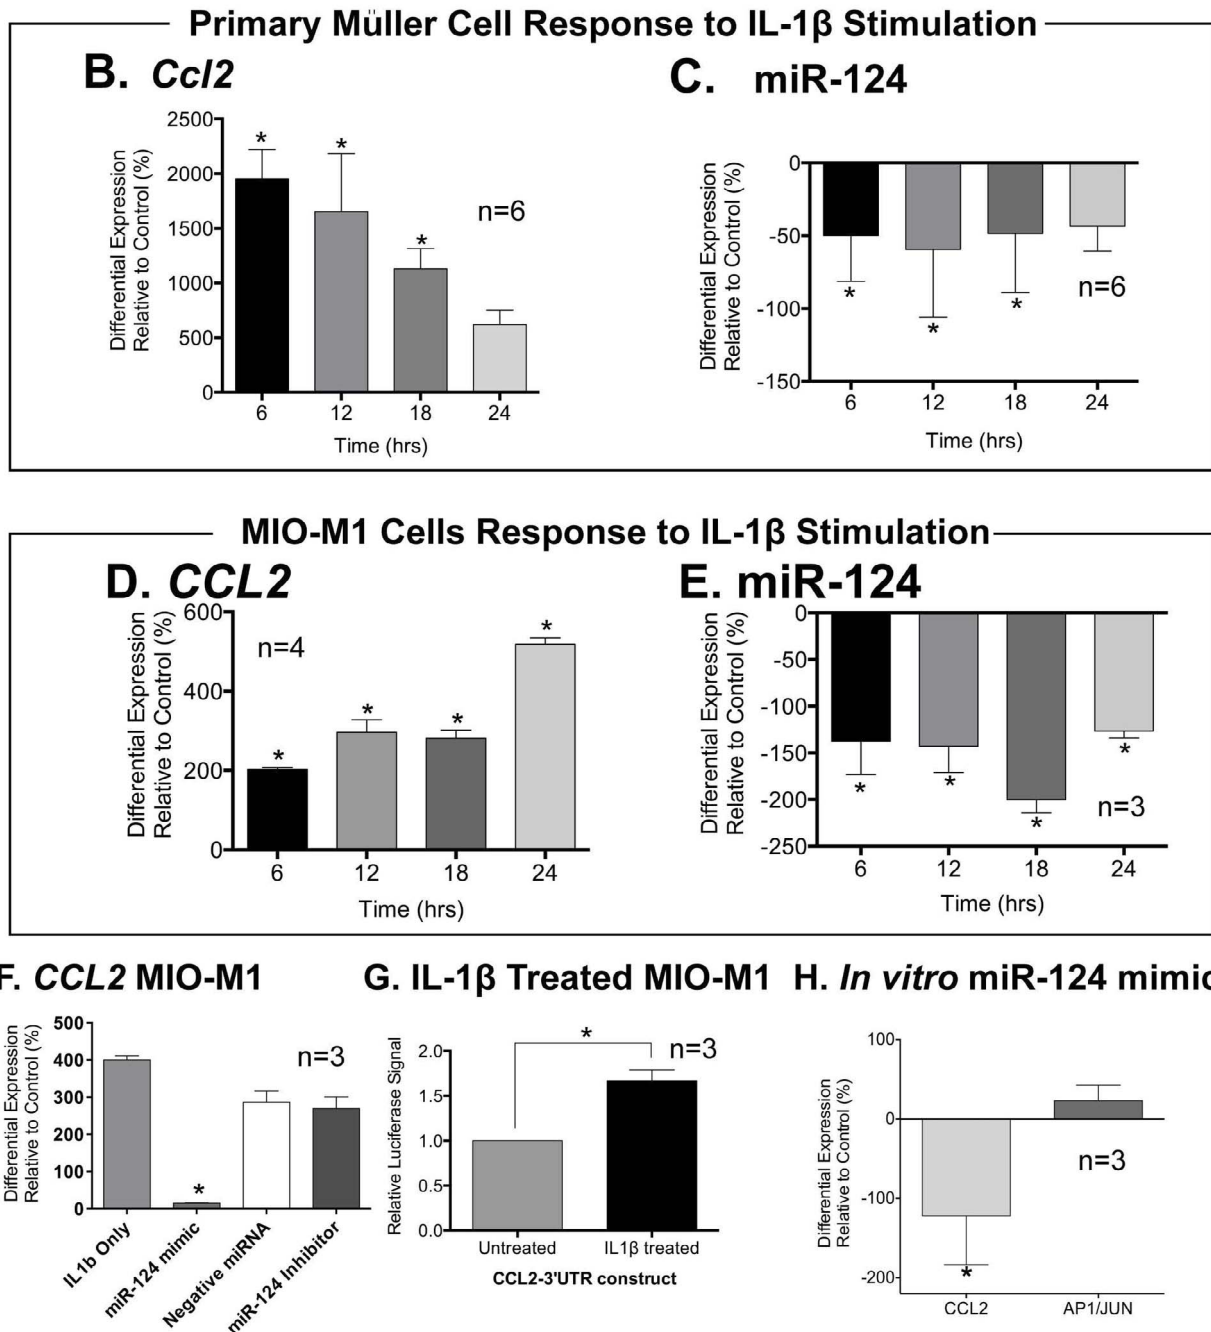 Primary Müller Cell Response to IL-1β Stimulation
B. Ccl2
C. miR-124
Differential Expression
Relative to Control (%)
2500
2000
1500
1000
500
0
*
*
*
n=6
6
12
18
24
Time (hrs)
Differential Expression
Relative to Control (%)
0
-50
-100
-150
*
*
*
n=6
6
12
18
24
Time (hrs)
MIO-M1 Cells Response to IL-1β Stimulation
D. CCL2
E. miR-124
Differential Expression
Relative to Control (%)
600
400
200
0
n=4
*
*
*
*
6
12
18
24
Time (hrs)
Differential Expression
Relative to Control (%)
0
-50
-100
-150
-200
-250
*
*
*
*
n=3
6
12
18
24
Time (hrs)
F. CCL2 MIO-M1
G. IL-1β Treated MIO-M1
H. In vitro miR-124 mimic
Differential Expression
Relative to Control (%)
500
400
300
200
100
0
n=3
*
IL1b Only
miR-124 mimic
Negative miRNA
miR-124 Inhibitor
Relative Luciferase Signal
2.0
1.5
1.0
0.5
0.0
*
n=3
Untreated
IL1β treated
CCL2-3'UTR construct
Differential Expression
Relative to Control (%)
100
0
-100
-200
n=3
*
CCL2
AP1/JUN